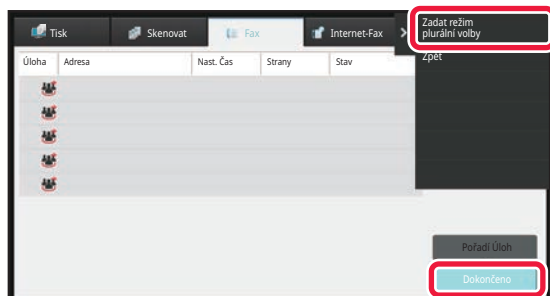 Tisk
Skenovat
Fax
Internet-Fax
Zadat režim
plurální volby
Zpět
Úloha
Adresa
Nast. Čas
Strany
Stav
Pořadí Úloh
Dokončeno